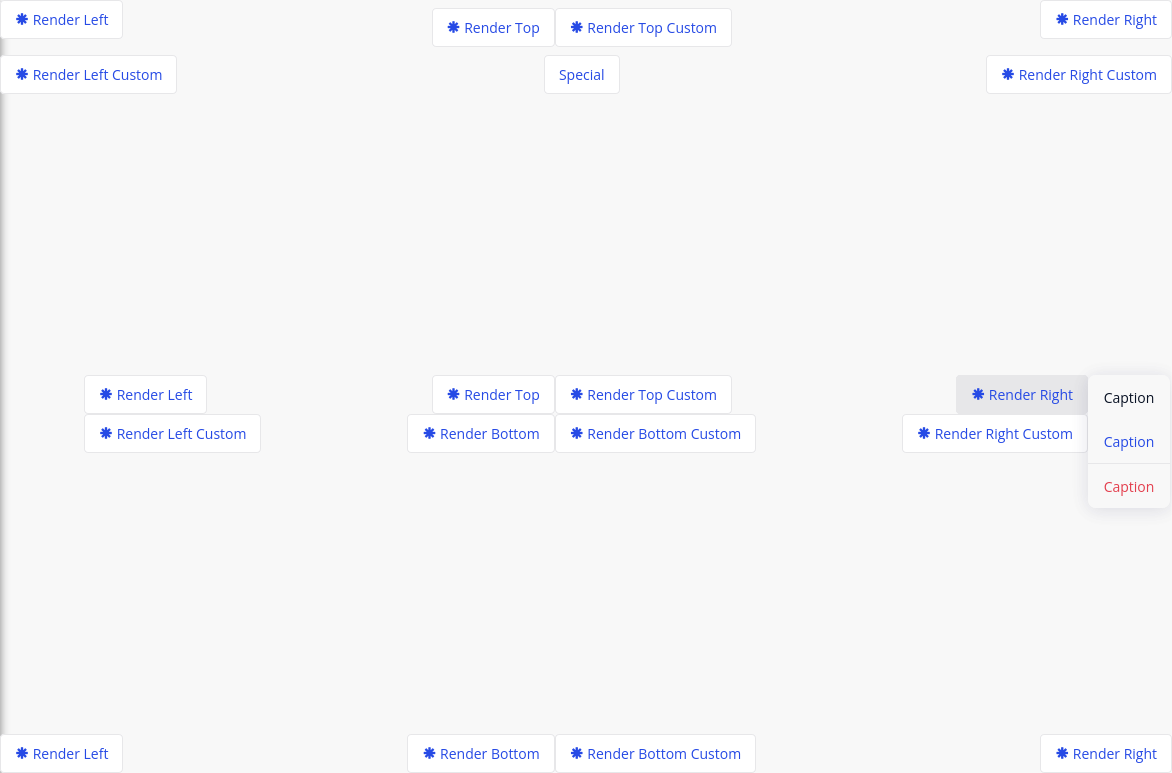 Render Left
Render Top
Render Top Custom
Render Right
Render Left Custom
Special
Render Right Custom
Render Left
Render Top
Render Top Custom
Render Right
Caption
Render Left Custom
Render Bottom
Render Bottom Custom
Render Right Custom
Caption
Caption
Render Left
Render Bottom
Render Bottom Custom
Render Right